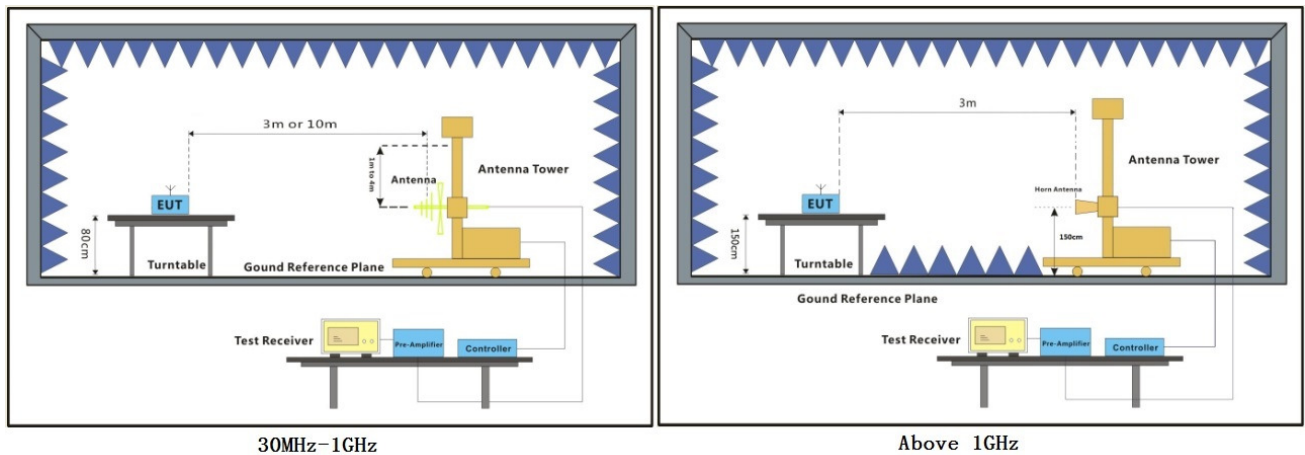 3m or 10m
1m to 4m
Antenna
Antenna Tower
EUT
80cm
Turntable
Gound Reference Plane
Test Receiver
Pre-Amplifier
Controller
30MHz-1GHz
3m
Antenna Tower
Horn Antenna
EUT
150cm
150cm
Turntable
Gound Reference Plane
Test Receiver
Pre-Amplifier
Controller
Above 1GHz